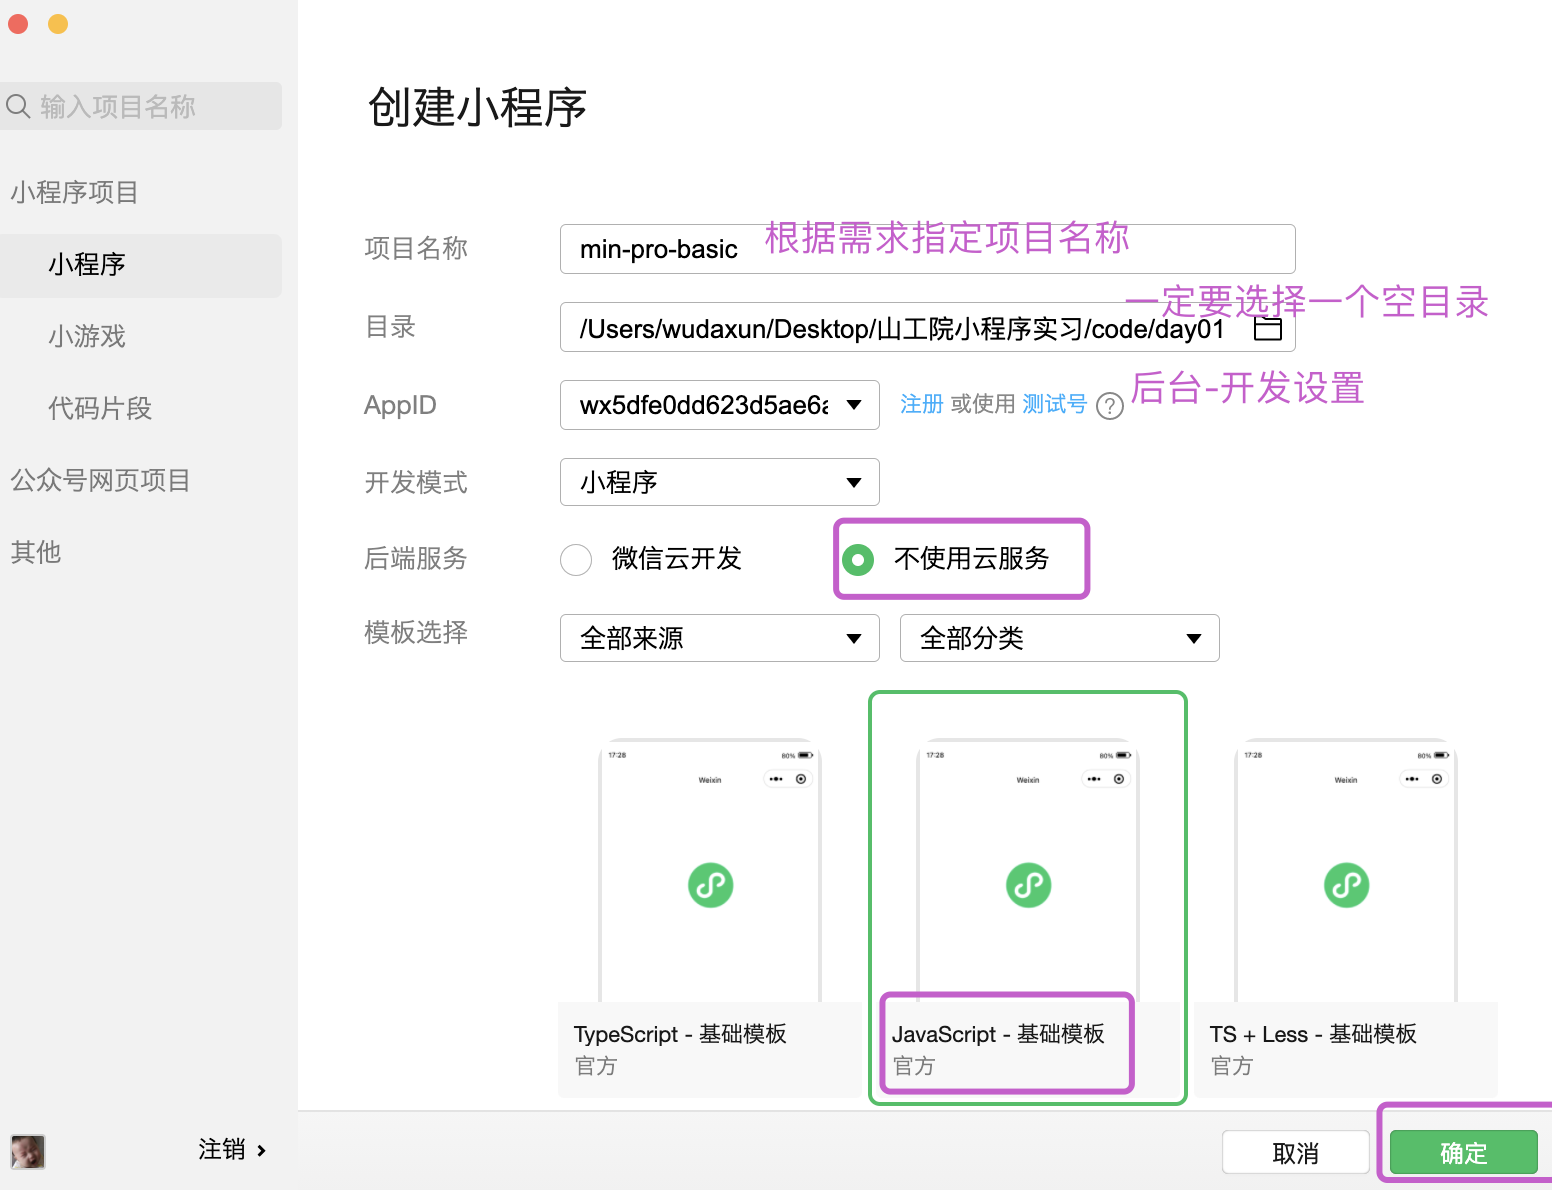 输入项目名称
小程序项目
小程序
小游戏
代码片段
公众号网页项目
其他
注销
创建小程序
项目名称 min-pro-basic 根据需求指定项目名称
一定要选择一个空目录
目录 /Users/wudaxun/Desktop/山工院小程序实习/code/day01
AppID wx5dfe0dd623d5ae6a 注册 或使用 测试号 ? 后台-开发设置
开发模式 小程序
后端服务 微信云开发 不使用云服务
模板选择 全部来源 全部分类
17:28 80% 17:28 80% 17:28 80%
Weixin Weixin Weixin
TypeScript - 基础模板 JavaScript - 基础模板 TS + Less - 基础模板
官方 官方 官方
取消 确定